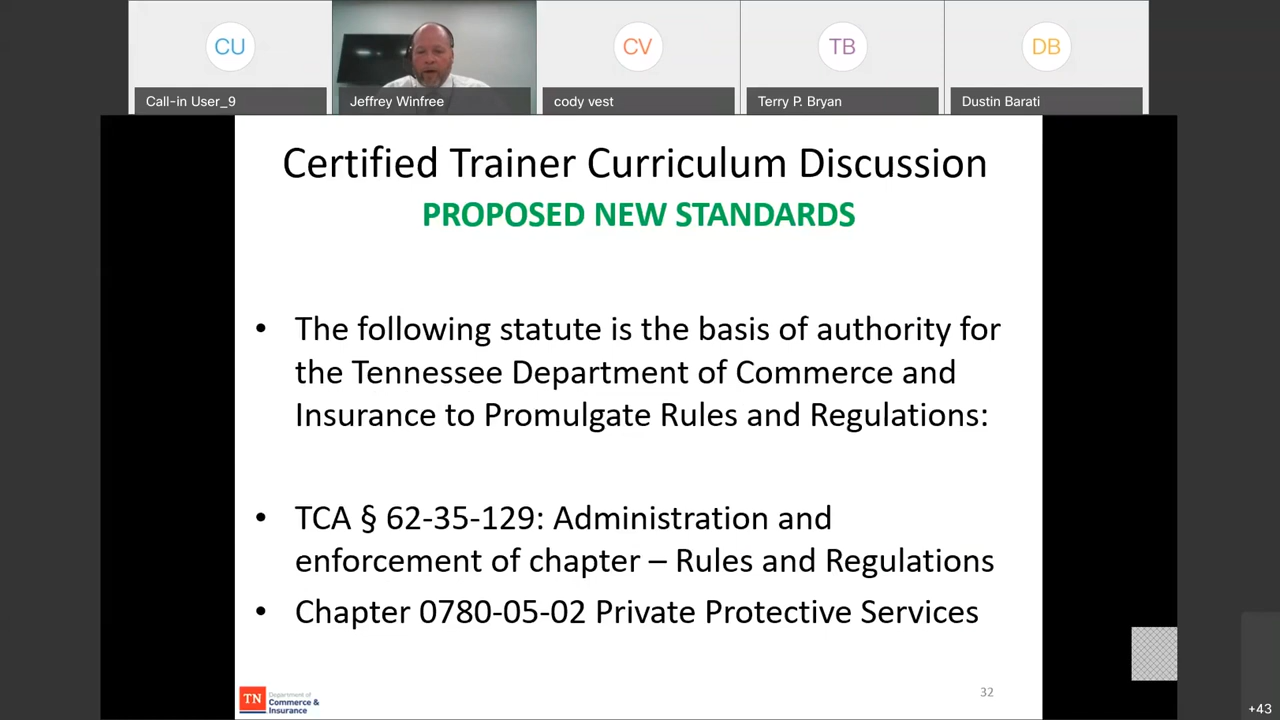 CU
CV
TB
DB
Call-in User_9
Jeffrey Winfree
cody vest
Terry P. Bryan
Dustin Barati
Certified Trainer Curriculum Discussion
PROPOSED NEW STANDARDS
• The following statute is the basis of authority for
the Tennessee Department of Commerce and
Insurance to Promulgate Rules and Regulations:
• TCA § 62-35-129: Administration and
enforcement of chapter – Rules and Regulations
• Chapter 0780-05-02 Private Protective Services
TN
Department of
Commerce &
Insurance
32
+43